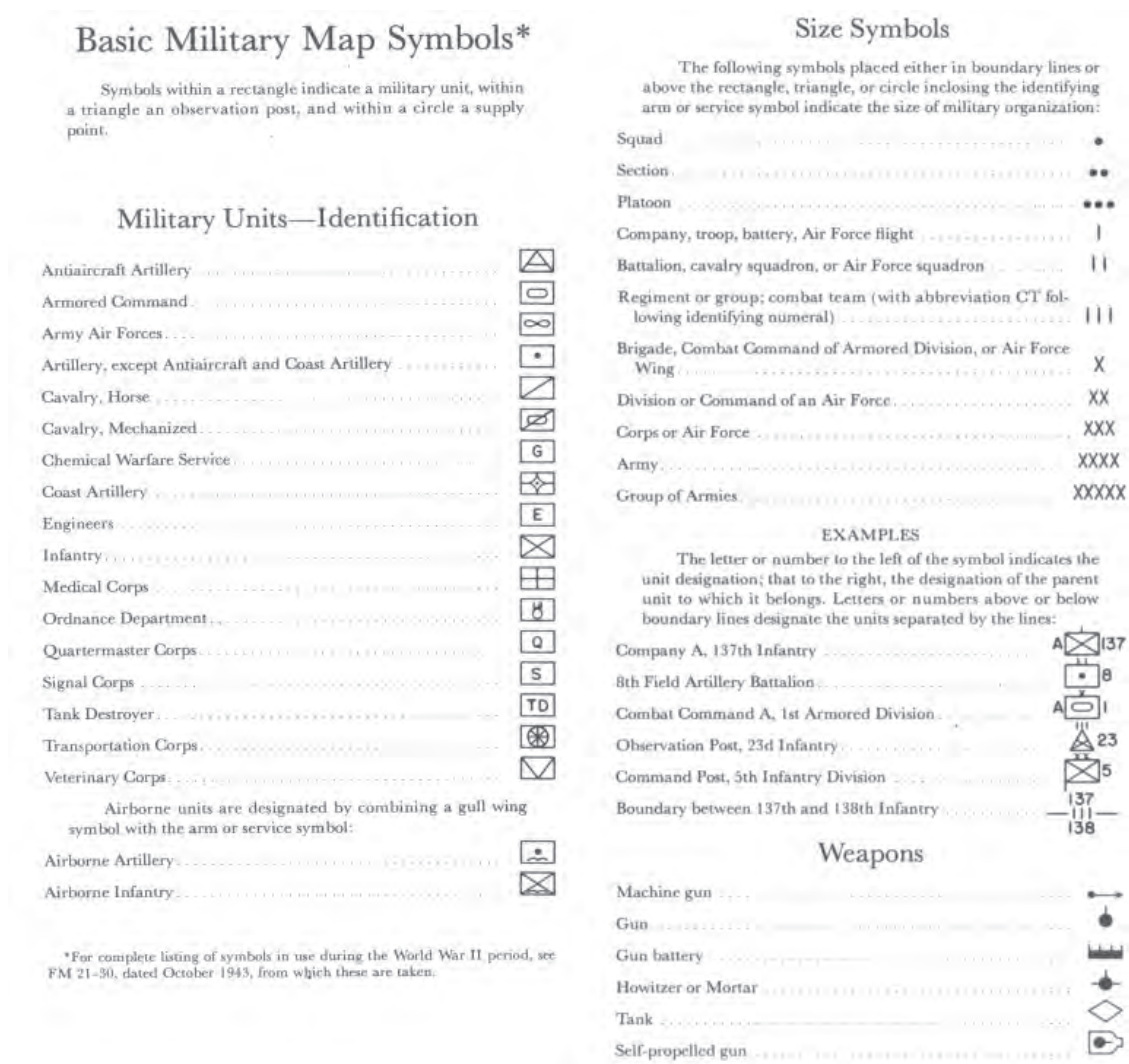 Basic Military Map Symbols*
Symbols within a rectangle indicate a military unit, within
a triangle an observation post, and within a circle a supply
point.
Military Units—Identification
Antiaircraft Artillery
Armored Command
Army Air Forces
Artillery, except Antiaircraft and Coast Artillery
Cavalry, Horse
Cavalry, Mechanized
Chemical Warfare Service G
Coast Artillery
Engineers E
Infantry
Medical Corps
Ordnance Department
Quartermaster Corps Q
Signal Corps S
Tank Destroyer TD
Transportation Corps
Veterinary Corps
Airborne units are designated by combining a gull wing
symbol with the arm or service symbol:
Airborne Artillery
Airborne Infantry
*For complete listing of symbols in use during the World War II period, see
FM 21-30, dated October 1943, from which these are taken.
Size Symbols
The following symbols placed either in boundary lines or
above the rectangle, triangle, or circle inclosing the identifying
arm or service symbol indicate the size of military organization:
Squad
Section
Platoon
Company, troop, battery, Air Force flight I
Battalion, cavalry squadron, or Air Force squadron I I
Regiment or group; combat team (with abbreviation CT fol-
lowing identifying numeral) I I I
Brigade, Combat Command of Armored Division, or Air Force
Wing X
Division or Command of an Air Force XX
Corps or Air Force XXX
Army XXXX
Group of Armies XXXXX
EXAMPLES
The letter or number to the left of the symbol indicates the
unit designation; that to the right, the designation of the parent
unit to which it belongs. Letters or numbers above or below
boundary lines designate the units separated by the lines:
Company A, 137th Infantry A 137
8th Field Artillery Battalion 8
Combat Command A, 1st Armored Division A 1
Observation Post, 23d Infantry 23
Command Post, 5th Infantry Division 5
Boundary between 137th and 138th Infantry 137
III
138
Weapons
Machine gun
Gun
Gun battery
Howitzer or Mortar
Tank
Self-propelled gun